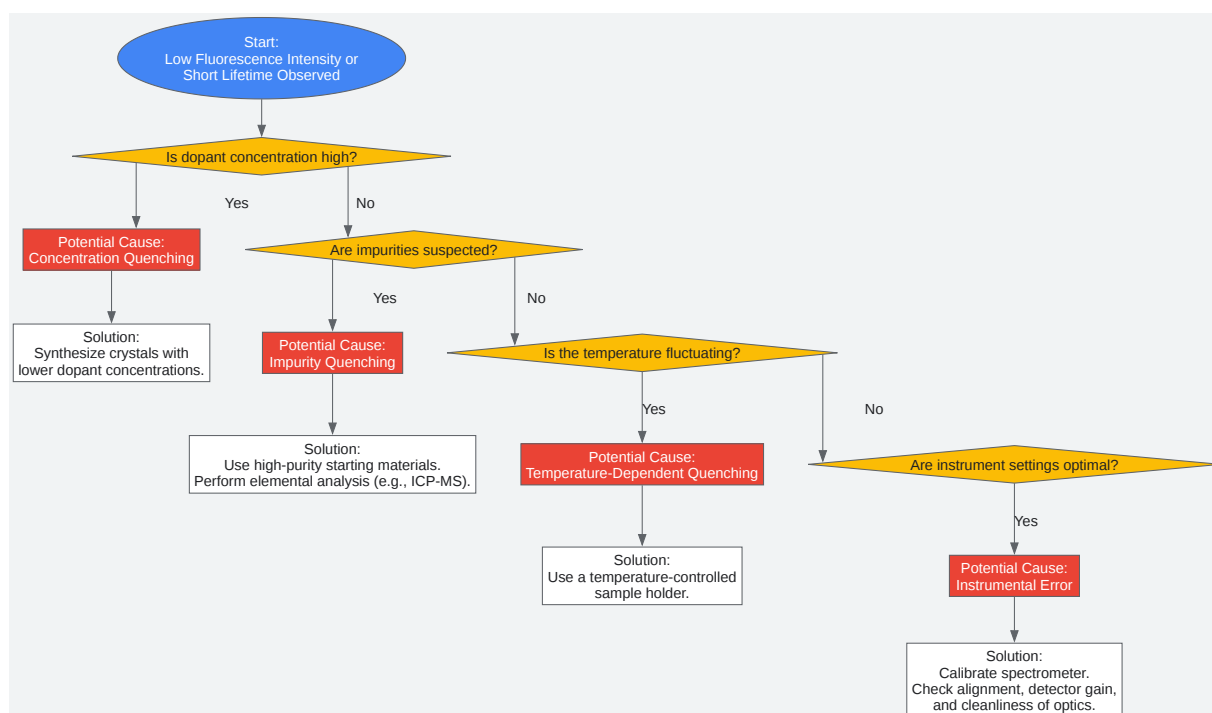 Start:
Low Fluorescence Intensity or
Short Lifetime Observed
Is dopant concentration high?
Yes
No
Potential Cause:
Concentration Quenching
Are impurities suspected?
Solution:
Synthesize crystals with
lower dopant concentrations.
Yes
No
Potential Cause:
Impurity Quenching
Is the temperature fluctuating?
Solution:
Use high-purity starting materials.
Perform elemental analysis (e.g., ICP-MS).
Yes
No
Potential Cause:
Temperature-Dependent Quenching
Are instrument settings optimal?
Solution:
Use a temperature-controlled
sample holder.
Yes
Potential Cause:
Instrumental Error
Solution:
Calibrate spectrometer.
Check alignment, detector gain,
and cleanliness of optics.